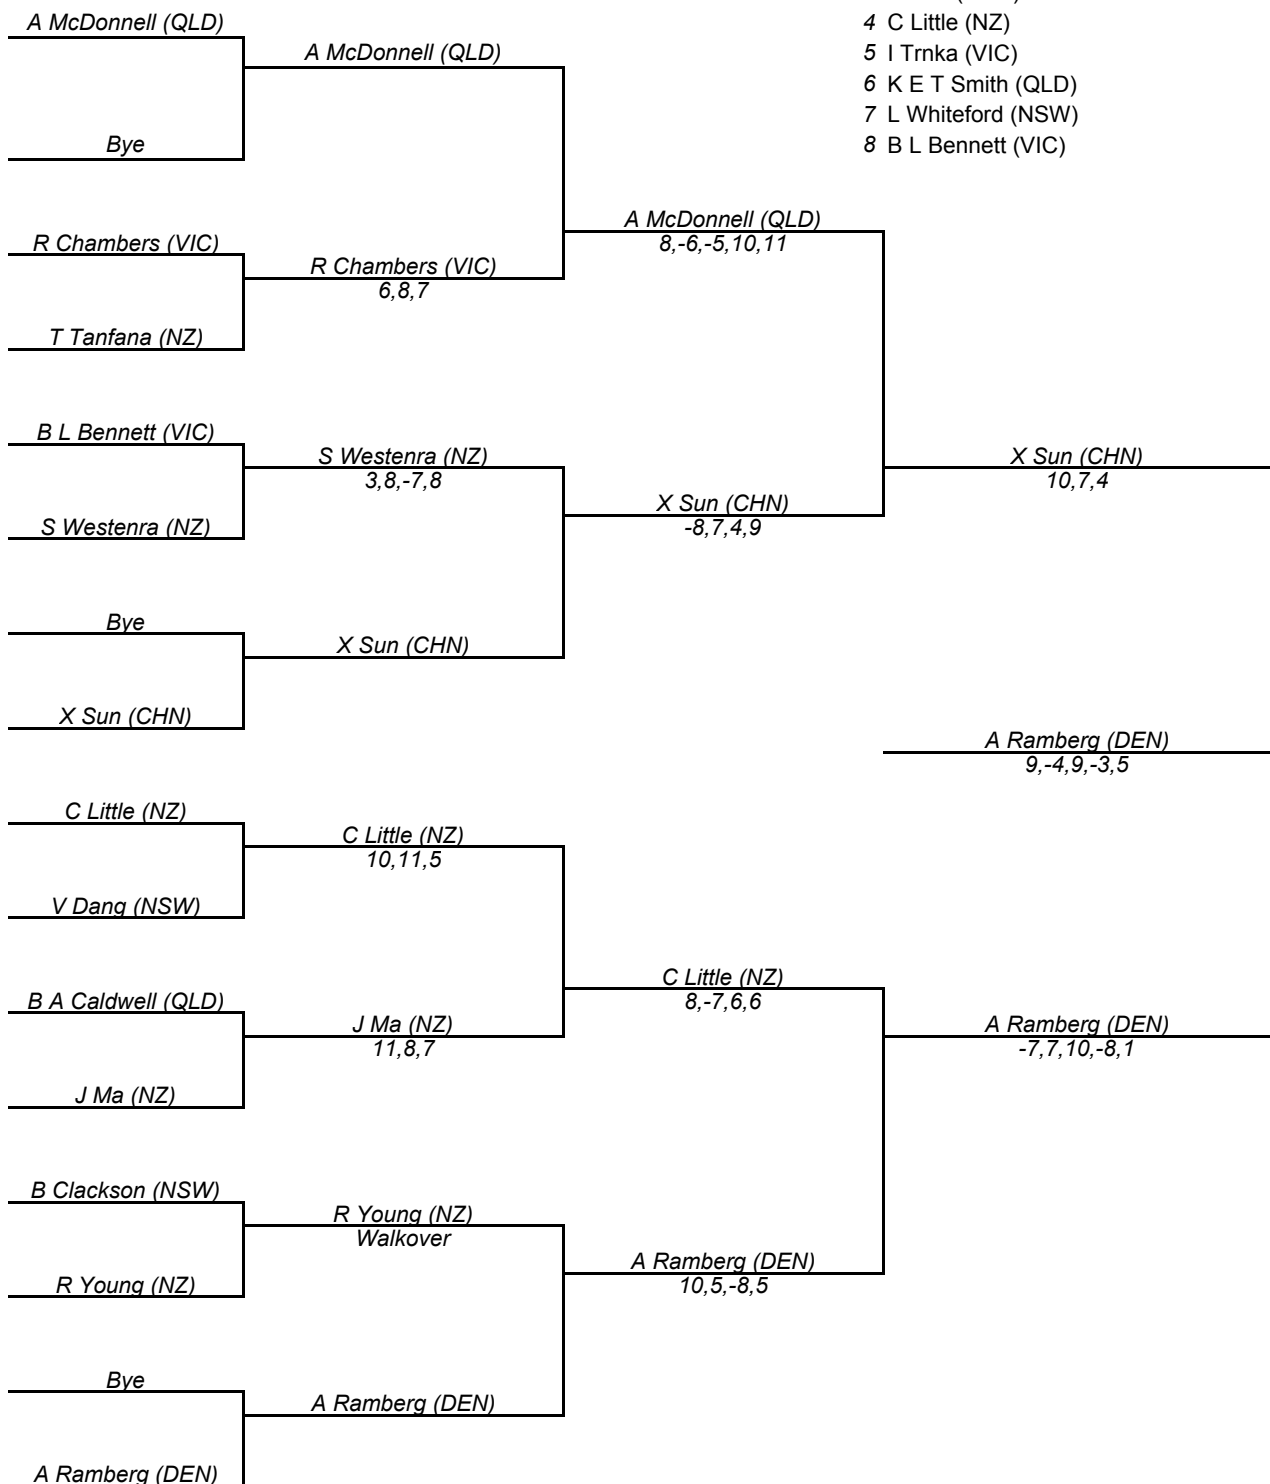 A McDonnell (QLD)
Bye
R Chambers (VIC)
T Tanfana (NZ)
B L Bennett (VIC)
S Westenra (NZ)
Bye
X Sun (CHN)
C Little (NZ)
V Dang (NSW)
B A Caldwell (QLD)
J Ma (NZ)
B Clackson (NSW)
R Young (NZ)
Bye
A Ramberg (DEN)
A McDonnell (QLD)
R Chambers (VIC)
6,8,7
S Westenra (NZ)
3,8,-7,8
X Sun (CHN)
C Little (NZ)
10,11,5
J Ma (NZ)
11,8,7
R Young (NZ)
Walkover
A Ramberg (DEN)
A McDonnell (QLD)
8,-6,-5,10,11
X Sun (CHN)
-8,7,4,9
C Little (NZ)
8,-7,6,6
A Ramberg (DEN)
10,5,-8,5
4 C Little (NZ)
5 I Trnka (VIC)
6 K E T Smith (QLD)
7 L Whiteford (NSW)
8 B L Bennett (VIC)
X Sun (CHN)
10,7,4
A Ramberg (DEN)
9,-4,9,-3,5
A Ramberg (DEN)
-7,7,10,-8,1